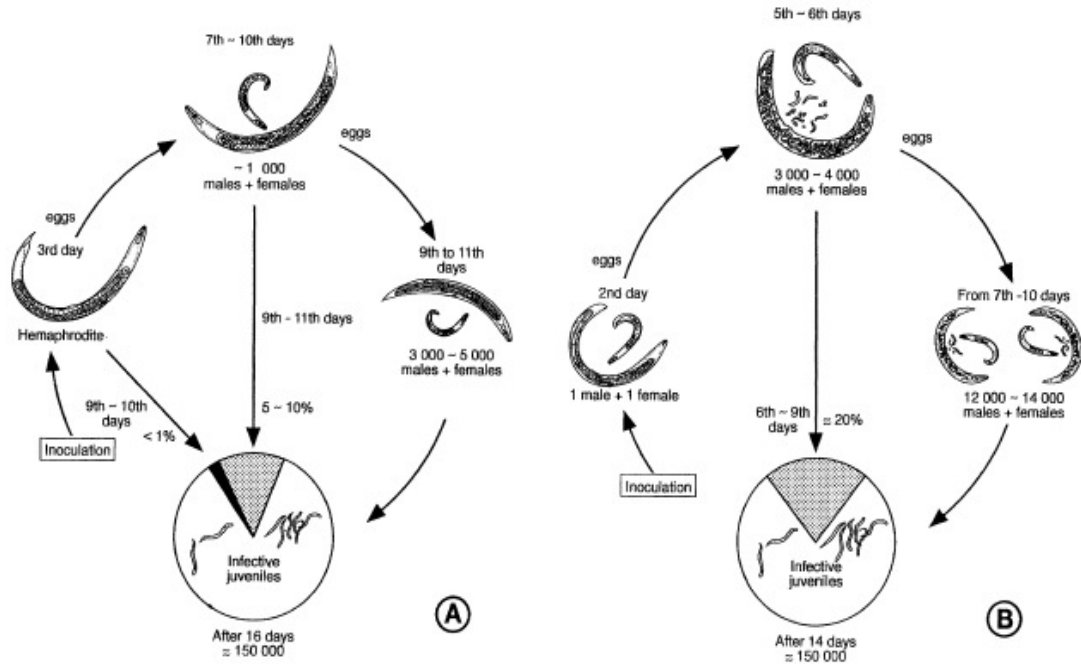 7th ~ 10th days
eggs
~ 1 000
males + females
eggs
3rd day
Hemaphrodite
9th to 11th
days
3 000 ~ 5 000
males + females
9th - 11th days
5 ~ 10%
9th ~ 10th
days
< 1%
Inoculation
Infective
juveniles
After 16 days
≈ 150 000
A
5th ~ 6th days
eggs
3 000 ~ 4 000
males + females
eggs
2nd day
1 male + 1 female
From 7th -10 days
12 000 ~ 14 000
males + females
6th ~ 9th
days
≈ 20%
Inoculation
Infective
juveniles
After 14 days
≈ 150 000
B